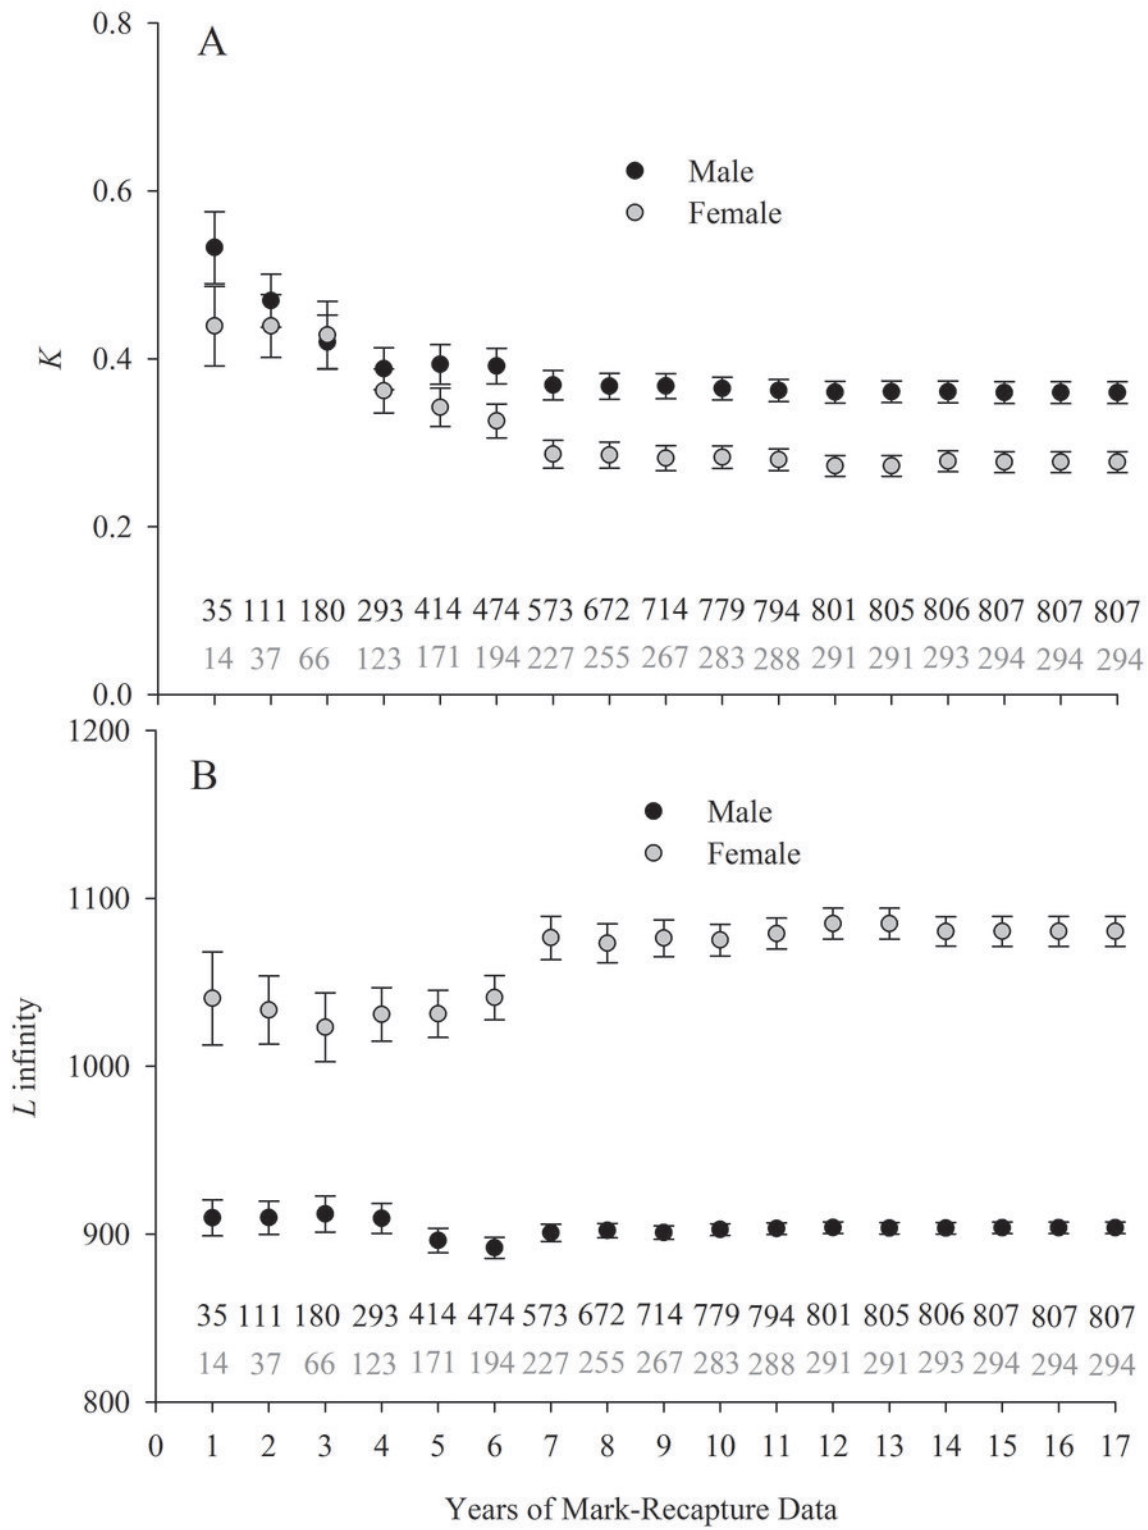 0.8
A
Male
0.6
Female
K
0.4
0.2
35 111 180 293 414 474 573 672 714 779 794 801 805 806 807 807 807
14 37 66 123 171 194 227 255 267 283 288 291 291 293 294 294 294
0.0
1200
B
Male
Female
1100
L infinity
1000
900
35 111 180 293 414 474 573 672 714 779 794 801 805 806 807 807 807
14 37 66 123 171 194 227 255 267 283 288 291 291 293 294 294 294
800
0 1 2 3 4 5 6 7 8 9 10 11 12 13 14 15 16 17
Years of Mark-Recapture Data